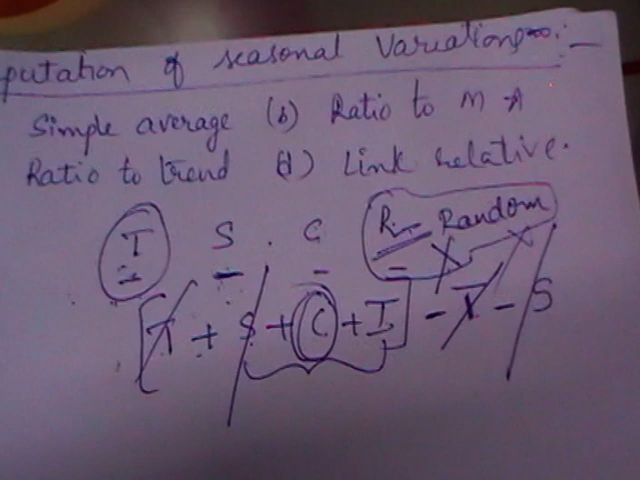 putation of seasonal Variations :-
Simple average (b) Ratio to M A
Ratio to trend (d) Link relative.
T S . C R - Random
[T + S + C + I] - T - S